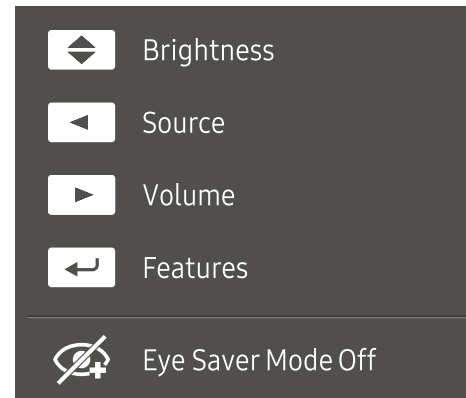 Brightness
Source
Volume
Features
Eye Saver Mode Off